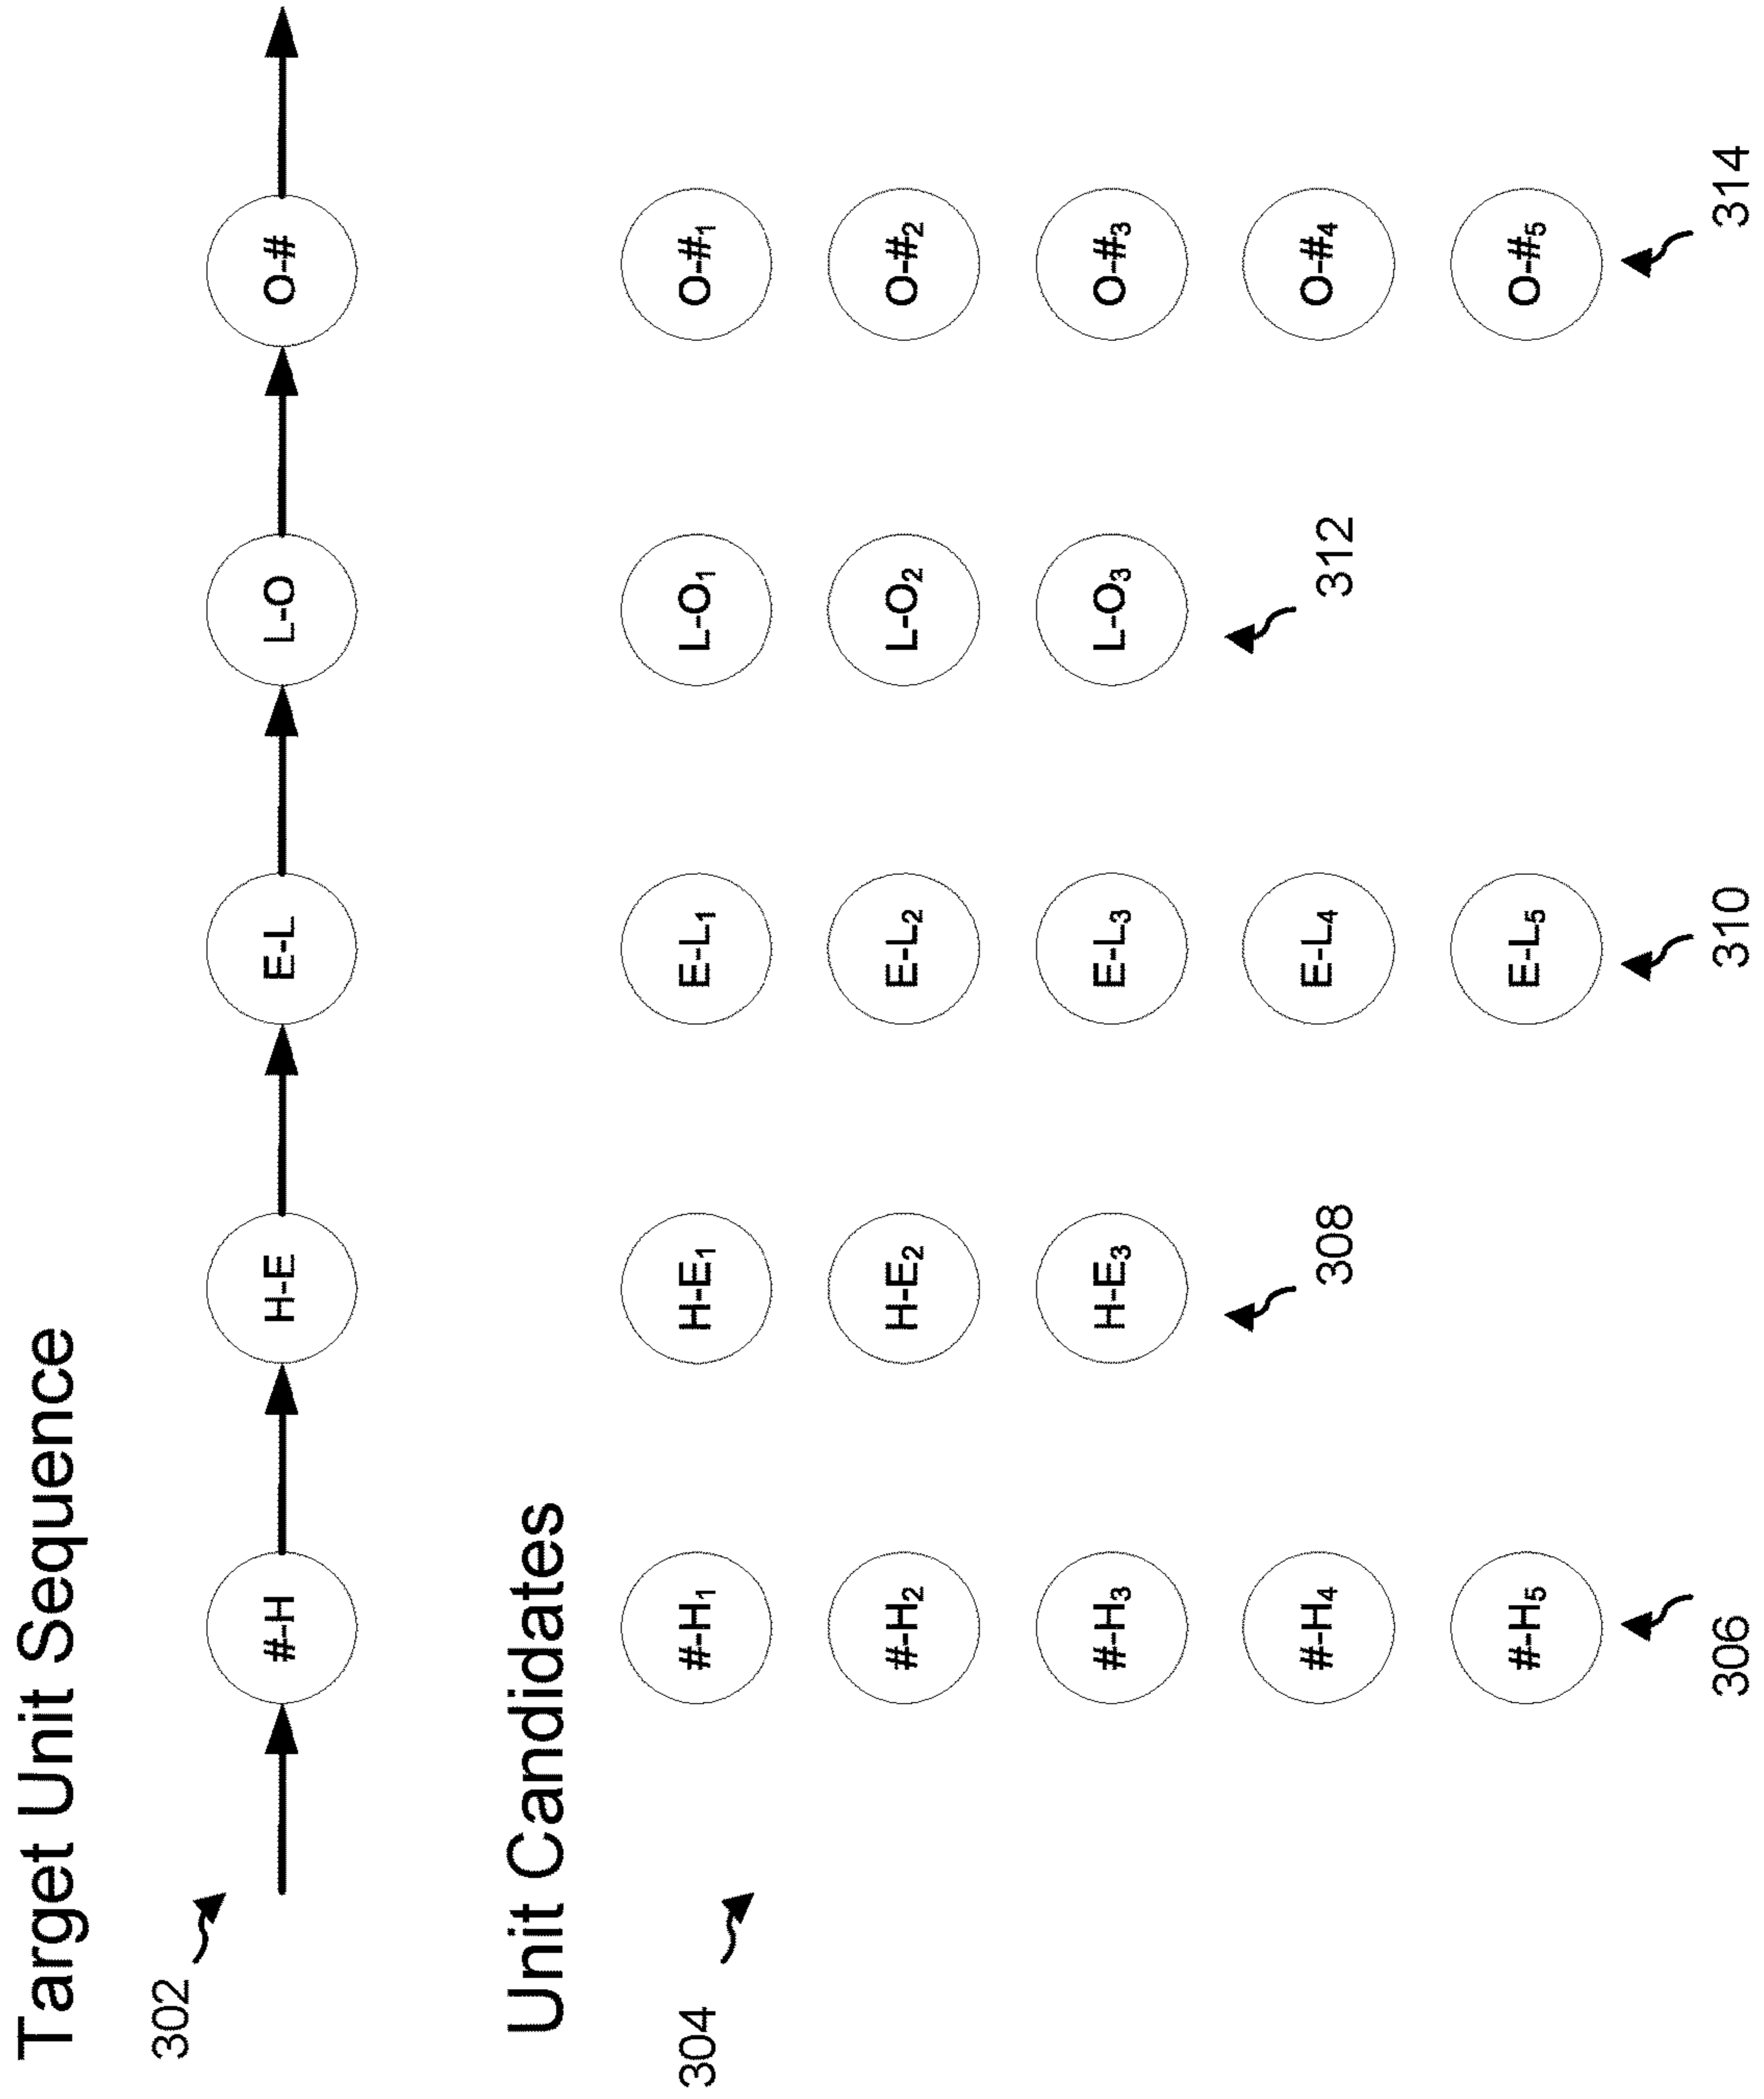 Target Unit Sequence
302
#-H H-E E-L L-O O-#
Unit Candidates
304
#-H₁ H-E₁ E-L₁ L-O₁ O-#₁
#-H₂ H-E₂ E-L₂ L-O₂ O-#₂
#-H₃ H-E₃ E-L₃ L-O₃ O-#₃
#-H₄ E-L₄ O-#₄
308 312
#-H₅ E-L₅ O-#₅
306 310 314